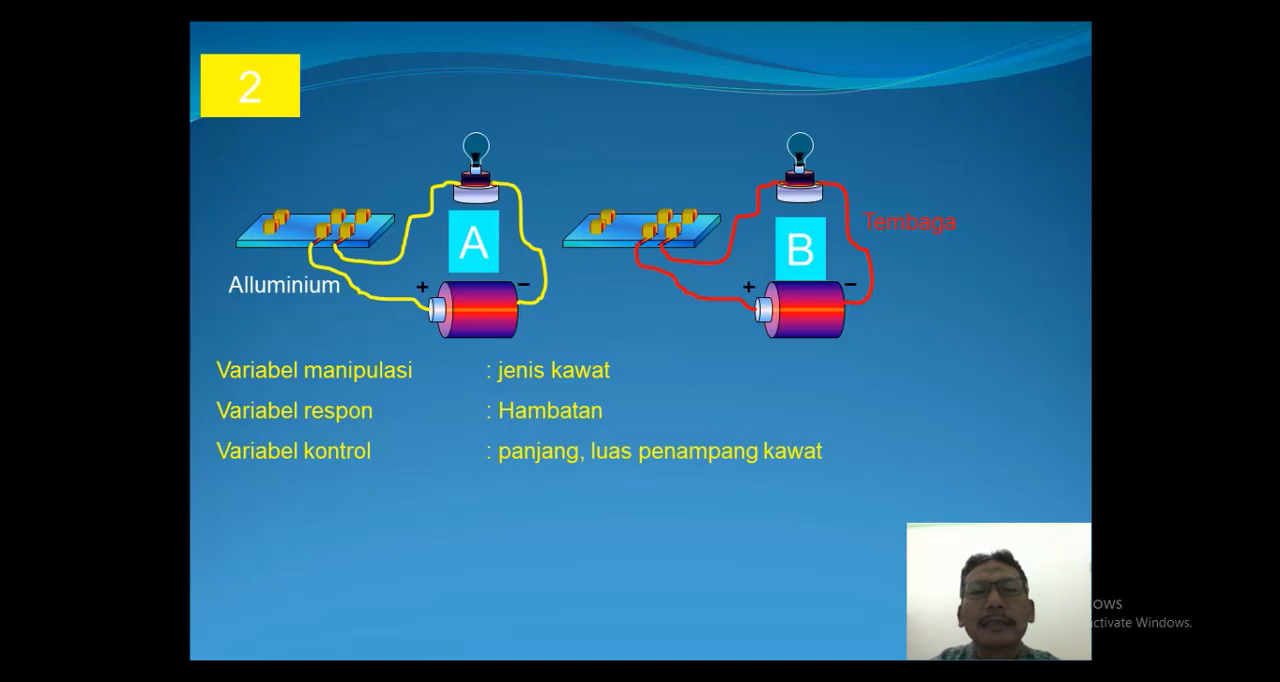 2
A
B
Tembaga
Alluminium
+
−
+
−
Variabel manipulasi : jenis kawat
Variabel respon : Hambatan
Variabel kontrol : panjang, luas penampang kawat
ows
ctivate Windows.